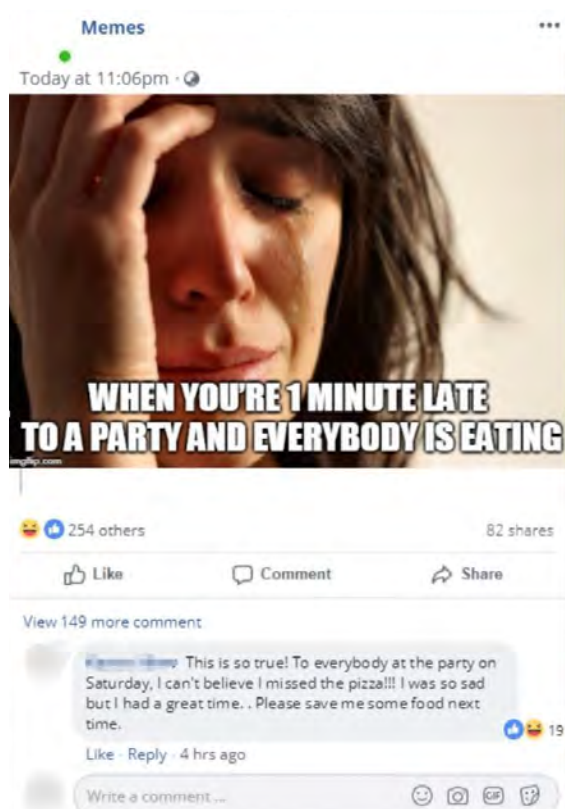 Memes
Today at 11:06pm ·
WHEN YOU'RE 1 MINUTE LATE
TO A PARTY AND EVERYBODY IS EATING
imgflip.com
254 others
82 shares
Like
Comment
Share
View 149 more comment
This is so true! To everybody at the party on
Saturday, I can't believe I missed the pizza!!! I was so sad
but I had a great time. . Please save me some food next
time.
19
Like · Reply · 4 hrs ago
Write a comment ...
GIF